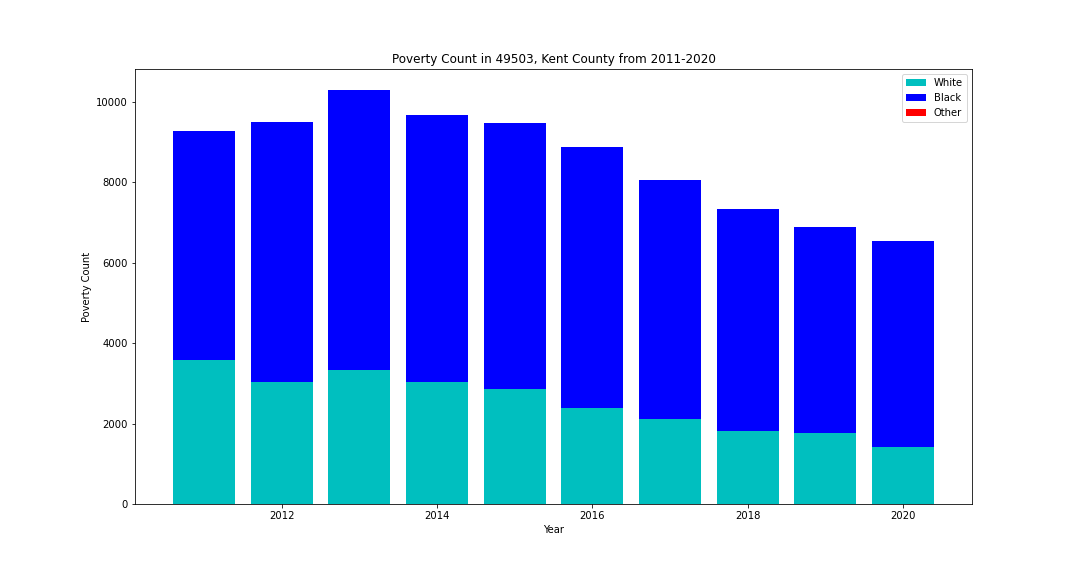 Poverty Count in 49503, Kent County from 2011-2020
White
Black
Other
10000
8000
6000
4000
2000
0
Poverty Count
2012 2014 2016 2018 2020
Year